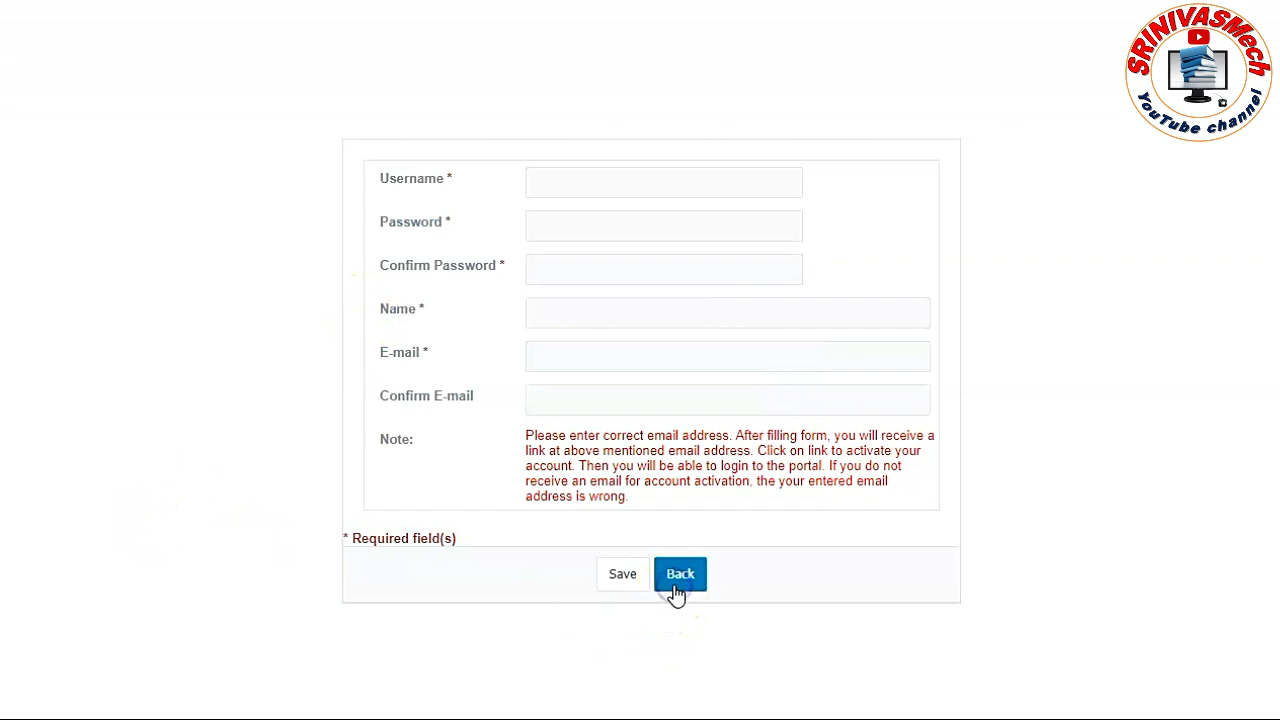 SRINIVASMech
YouTube channel
Username *
Password *
Confirm Password *
Name *
E-mail *
Confirm E-mail
Note:
Please enter correct email address. After filling form, you will receive a
link at above mentioned email address. Click on link to activate your
account. Then you will be able to login to the portal. If you do not
receive an email for account activation, the your entered email
address is wrong.
* Required field(s)
Save
Back